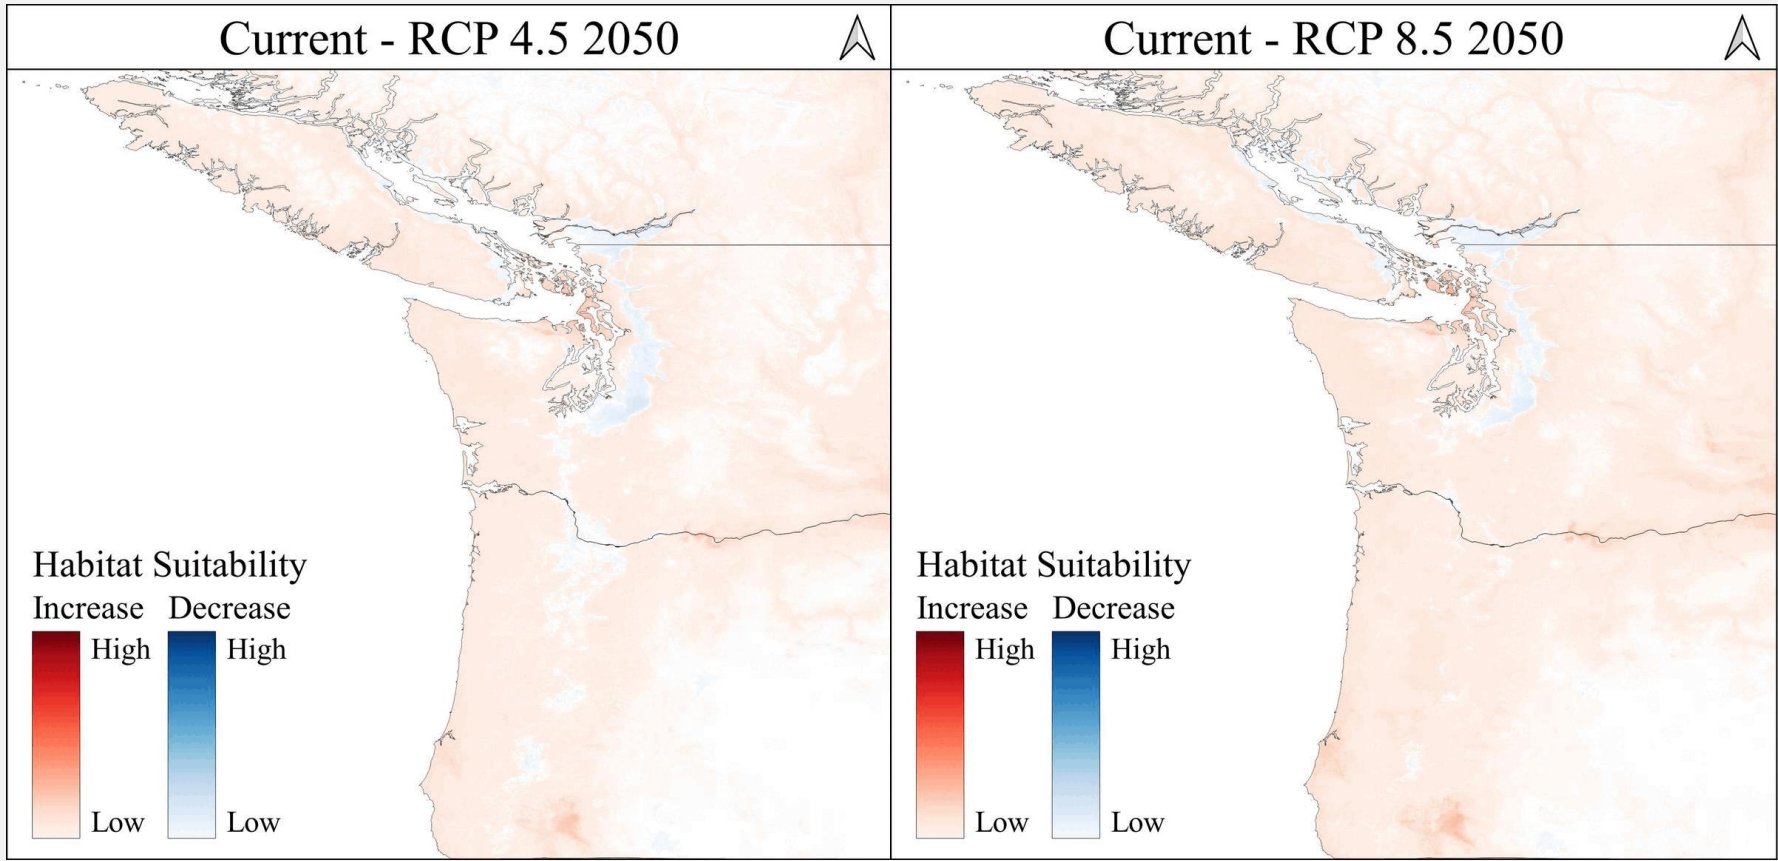 Current - RCP 4.5 2050
Habitat Suitability
Increase Decrease
High High
Low Low
Current - RCP 8.5 2050
Habitat Suitability
Increase Decrease
High High
Low Low